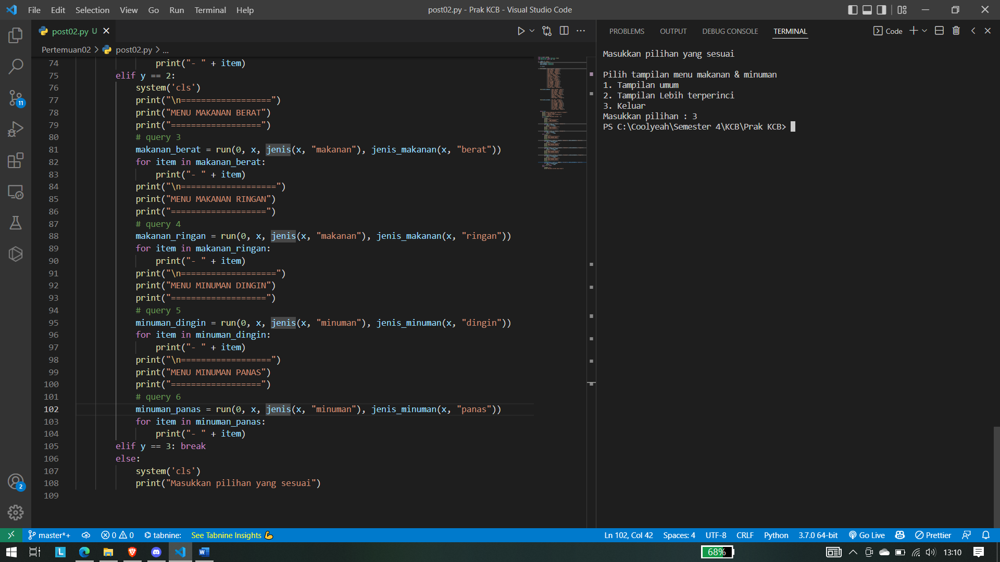 File Edit Selection View Go Run Terminal Help
post02.py - Prak KCB - Visual Studio Code
post02.py U
Pertemuan02 > post02.py > ...
74 print("- " + item)
75 elif y == 2:
76 system('cls')
77 print("\n==================")
78 print("MENU MAKANAN BERAT")
79 print("==================")
80 # query 3
81 makanan_berat = run(0, x, jenis(x, "makanan"), jenis_makanan(x, "berat"))
82 for item in makanan_berat:
83 print("- " + item)
84 print("\n===================")
85 print("MENU MAKANAN RINGAN")
86 print("===================")
87 # query 4
88 makanan_ringan = run(0, x, jenis(x, "makanan"), jenis_makanan(x, "ringan"))
89 for item in makanan_ringan:
90 print("- " + item)
91 print("\n===================")
92 print("MENU MINUMAN DINGIN")
93 print("===================")
94 # query 5
95 minuman_dingin = run(0, x, jenis(x, "minuman"), jenis_minuman(x, "dingin"))
96 for item in minuman_dingin:
97 print("- " + item)
98 print("\n==================")
99 print("MENU MINUMAN PANAS")
100 print("==================")
101 # query 6
102 minuman_panas = run(0, x, jenis(x, "minuman"), jenis_minuman(x, "panas"))
103 for item in minuman_panas:
104 print("- " + item)
105 elif y == 3: break
106 else:
107 system('cls')
108 print("Masukkan pilihan yang sesuai")
109
PROBLEMS OUTPUT DEBUG CONSOLE TERMINAL
Code
Masukkan pilihan yang sesuai
Pilih tampilan menu makanan & minuman
1. Tampilan umum
2. Tampilan Lebih terperinci
3. Keluar
Masukkan pilihan : 3
PS C:\Coolyeah\Semester 4\KCB\Prak KCB>
11
2
master*+ 0 0 tabnine: See Tabnine Insights
Ln 102, Col 42 Spaces: 4 UTF-8 CRLF Python 3.7.0 64-bit Go Live Prettier
L
W
68%
13:10